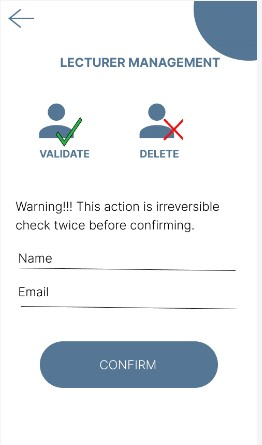 LECTURER MANAGEMENT
VALIDATE DELETE
Warning!!! This action is irreversible
check twice before confirming.
Name
Email
CONFIRM